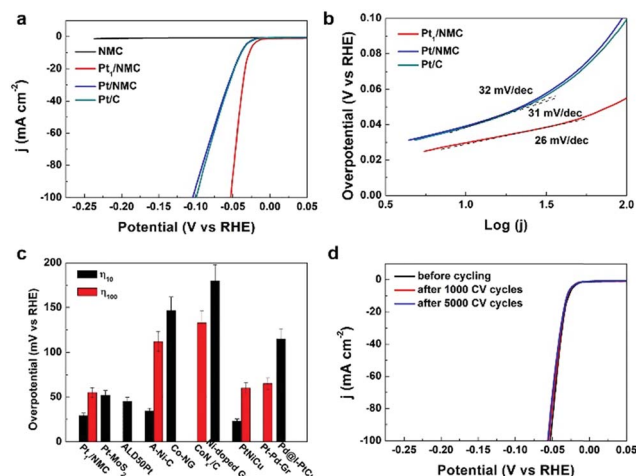 a
NMC
Pt₁/NMC
Pt/NMC
Pt/C
0
-20
-40
-60
-80
-100
j (mA cm⁻²)
-0.25 -0.20 -0.15 -0.10 -0.05 0.00 0.05
Potential (V vs RHE)
b
Pt₁/NMC
Pt/NMC
Pt/C
32 mV/dec
31 mV/dec
26 mV/dec
0.10
0.08
0.06
0.04
0.02
0.00
Overpotential (V vs RHE)
0.5 1.0 1.5 2.0
Log (j)
c
η₁₀
η₁₀₀
200
150
100
50
0
Overpotential (mV vs RHE)
Pt₁/NMC
Pt-MoS₂
ALD50Pt
A-Ni-C
Co-NG
Ni-doped G
PtNiCu
Pt-Pd-Gr
d
before cycling
after 1000 CV cycles
after 5000 CV cycles
0
-20
-40
-60
-80
-100
j (mA cm⁻²)
-0.25 -0.20 -0.15 -0.10 -0.05 0.00 0.05
Potential (V vs RHE)